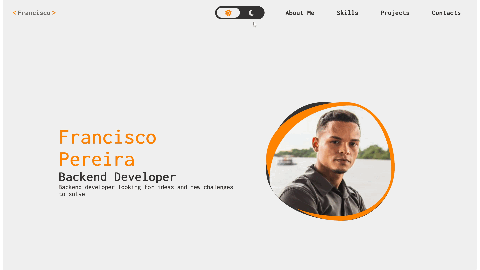 <Francisco>
About Me
Skills
Projects
Contacts
Francisco
Pereira
Backend Developer
Backend developer looking for ideas and new challenges
to solve